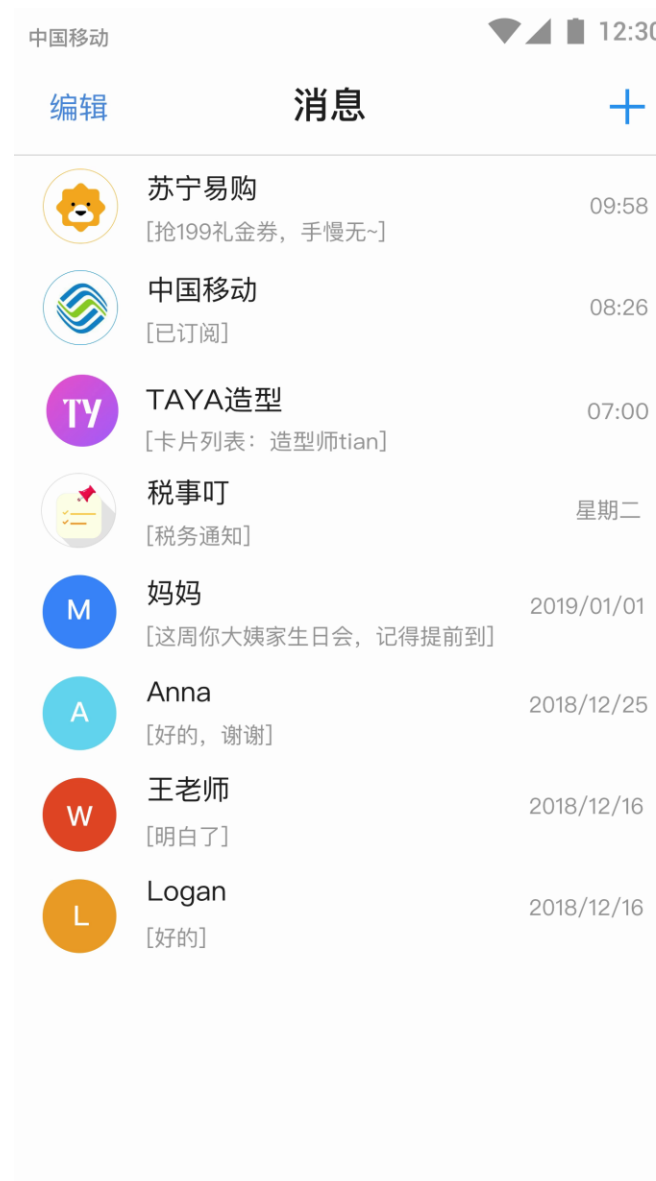 中国移动
12:30
编辑
消息
苏宁易购
09:58
[抢199礼金券，手慢无~]
中国移动
08:26
[已订阅]
TY
TAYA造型
07:00
[卡片列表：造型师tian]
税事叮
星期二
[税务通知]
M
妈妈
2019/01/01
[这周你大姨家生日会，记得提前到]
A
Anna
2018/12/25
[好的，谢谢]
W
王老师
2018/12/16
[明白了]
L
Logan
2018/12/16
[好的]